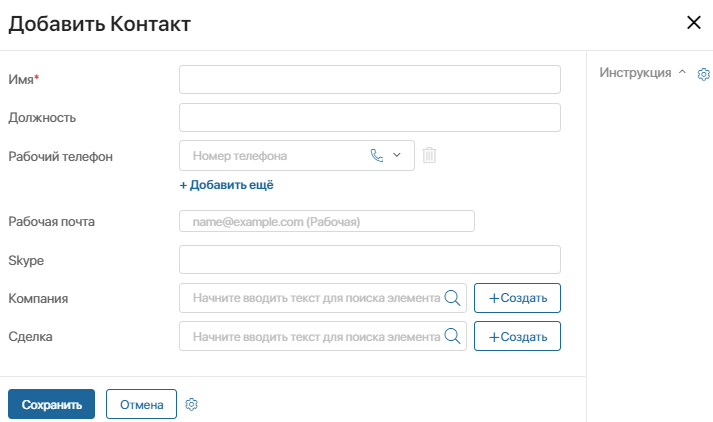 Добавить Контакт
Инструкция
Имя*
Должность
Рабочий телефон Номер телефона
+ Добавить ещё
Рабочая почта name@example.com (Рабочая)
Skype
Компания Начните вводить текст для поиска элемента +Создать
Сделка Начните вводить текст для поиска элемента +Создать
Сохранить Отмена